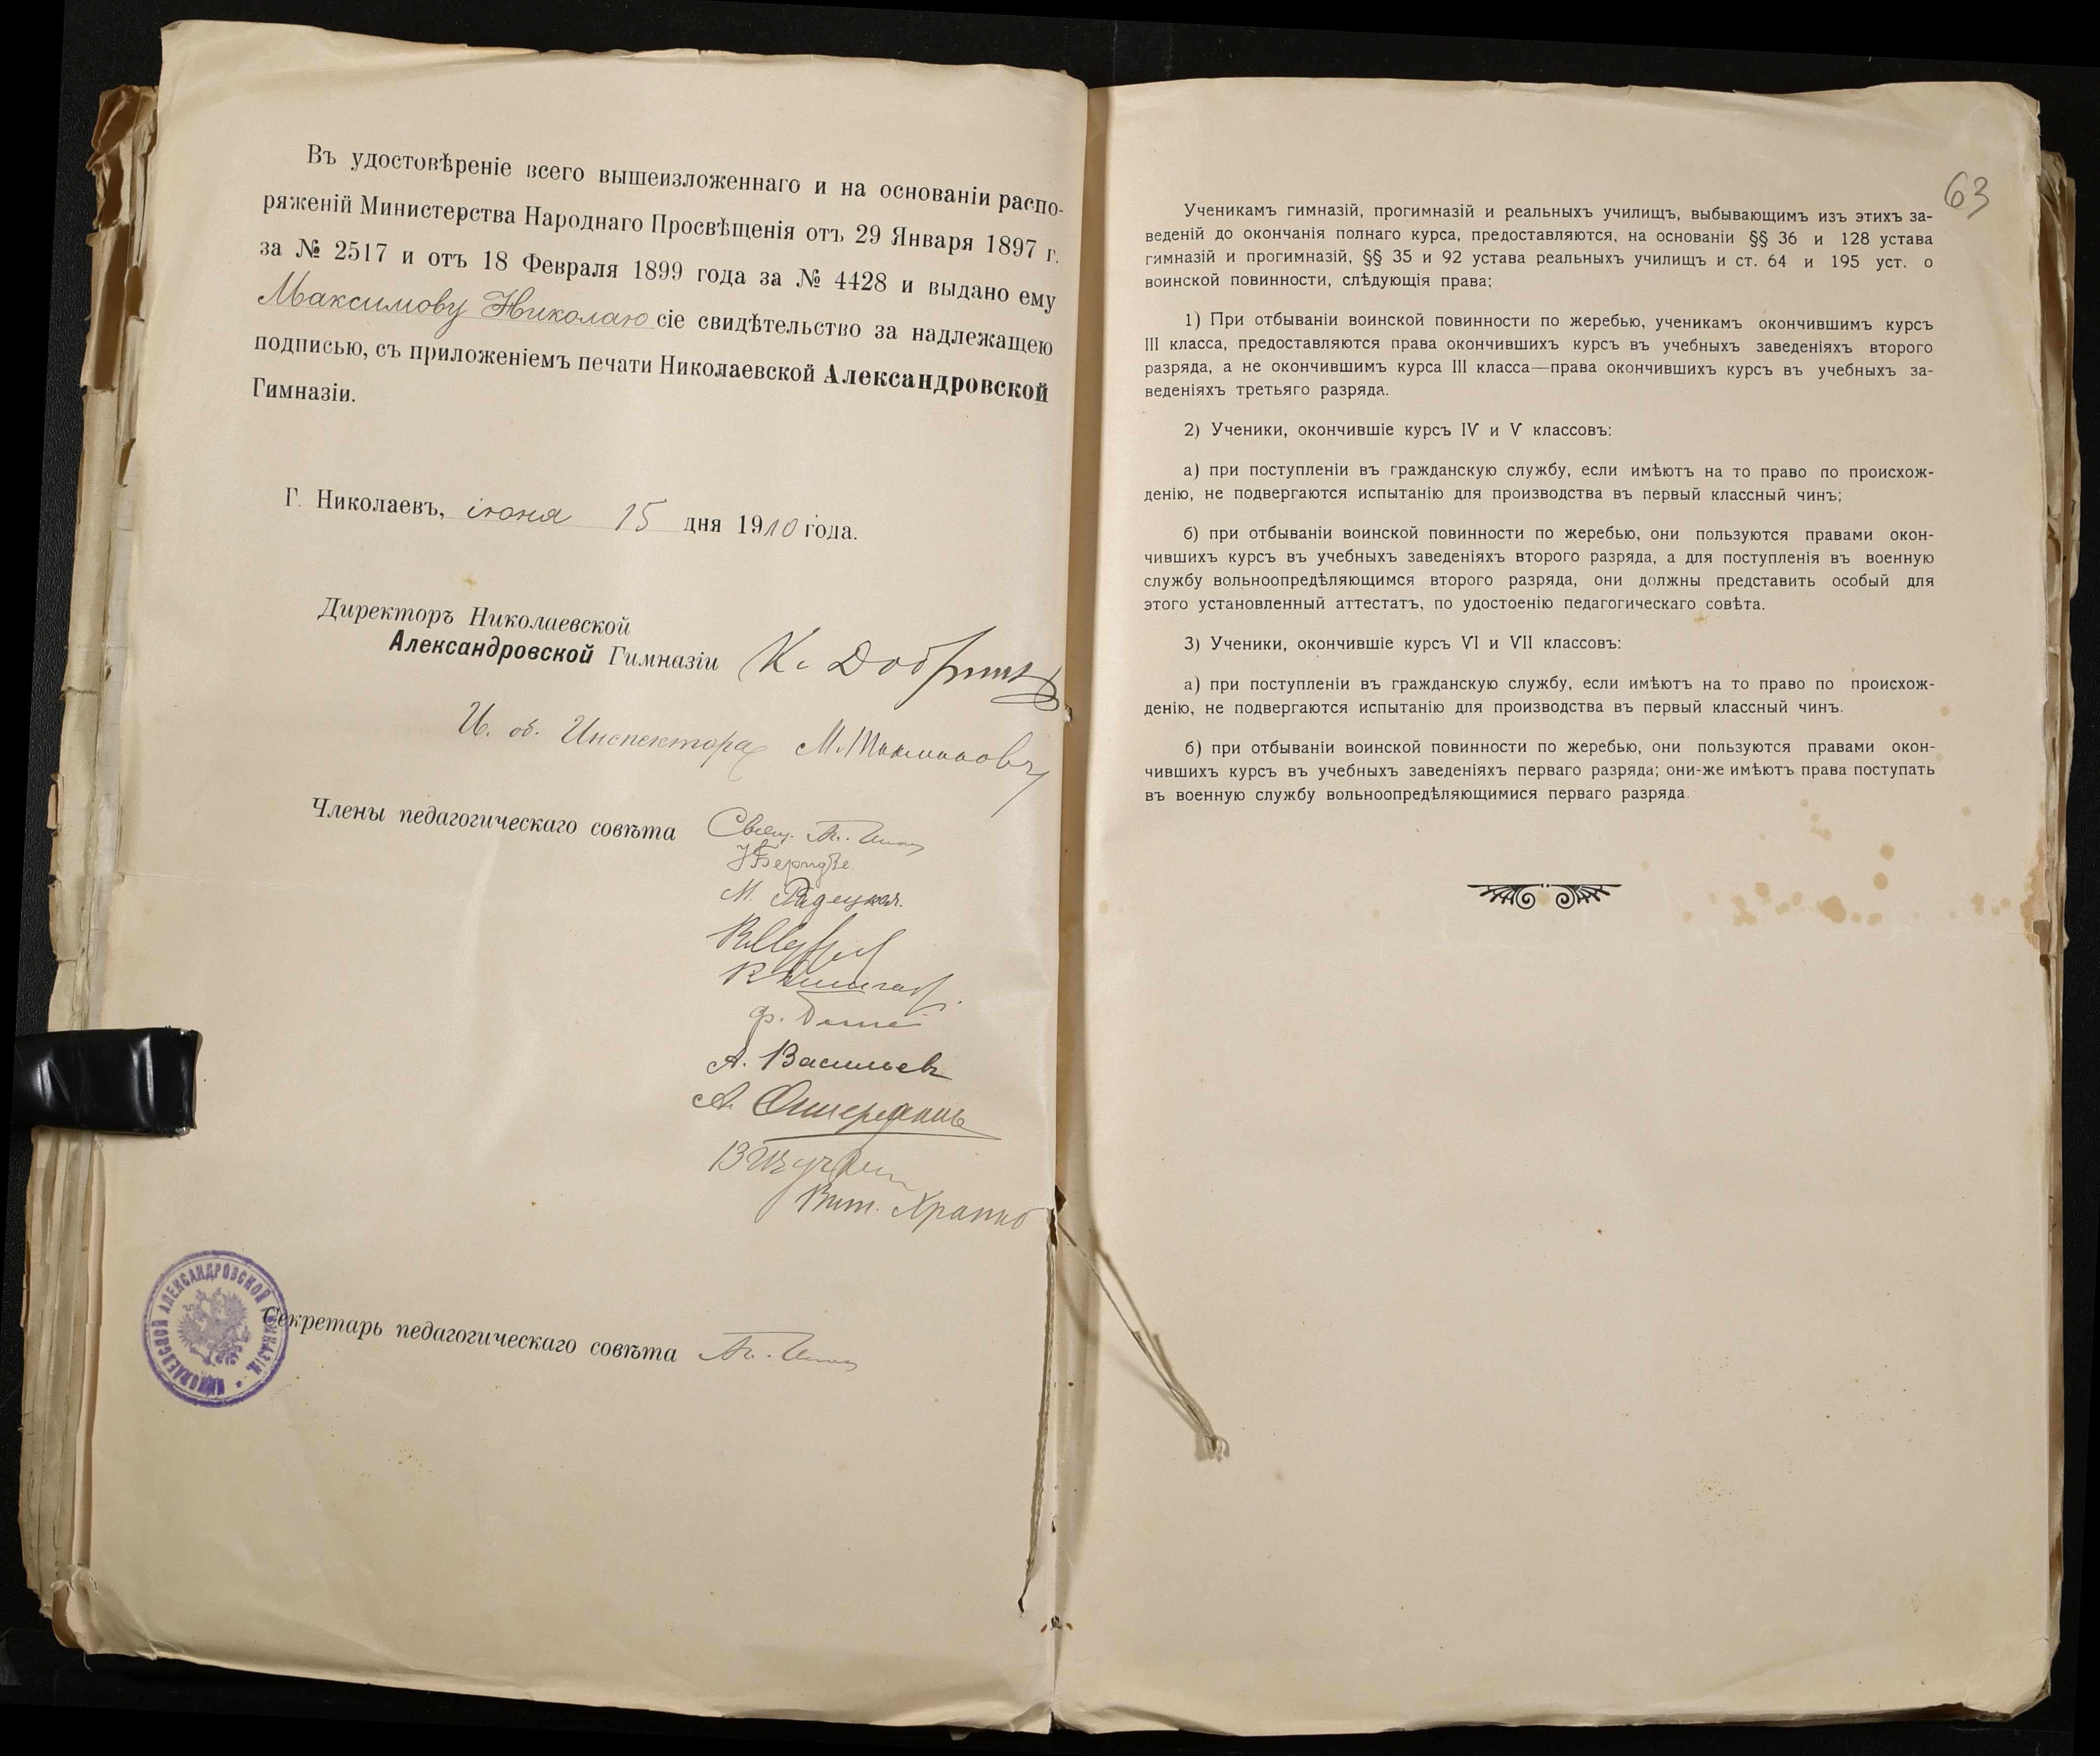 Въ удостовѣреніе всего вышеизложеннаго и на основаніи распо-
ряженій Министерства Народнаго Просвѣщенія отъ 29 Января 1897 г.
за № 2517 и отъ 18 Февраля 1899 года за № 4428 и выдано ему
Максимову Николаю сіе свидѣтельство за надлежащею
подписью, съ приложеніемъ печати Николаевской Александровской
Гимназіи.
Г. Николаевъ, іюня 15 дня 1910 года.
Директоръ Николаевской
Александровской Гимназіи К.
И. об. Инспектора М.
Члены педагогическаго совѣта Свящ.
М.
А. Васильевъ
А.
Секретарь педагогическаго совѣта
НИКОЛАЕВСКОЙ АЛЕКСАНДРОВСКОЙ ГИМНАЗІИ
63
Ученикамъ гимназій, прогимназій и реальныхъ училищъ, выбывающимъ изъ этихъ за-
веденій до окончанія полнаго курса, предоставляются, на основаніи §§ 36 и 128 устава
гимназій и прогимназій, §§ 35 и 92 устава реальныхъ училищъ и ст. 64 и 195 уст. о
воинской повинности, слѣдующія права;
1) При отбываніи воинской повинности по жеребью, ученикамъ окончившимъ курсъ
III класса, предоставляются права окончившихъ курсъ въ учебныхъ заведеніяхъ второго
разряда, а не окончившимъ курса III класса—права окончившихъ курсъ въ учебныхъ за-
веденіяхъ третьяго разряда.
2) Ученики, окончившіе курсъ IV и V классовъ:
а) при поступленіи въ гражданскую службу, если имѣютъ на то право по происхож-
денію, не подвергаются испытанію для производства въ первый классный чинъ;
б) при отбываніи воинской повинности по жеребью, они пользуются правами окон-
чившихъ курсъ въ учебныхъ заведеніяхъ второго разряда, а для поступленія въ военную
службу вольноопредѣляющимся второго разряда, они должны представить особый для
этого установленный аттестатъ, по удостоенію педагогическаго совѣта.
3) Ученики, окончившіе курсъ VI и VII классовъ:
а) при поступленіи въ гражданскую службу, если имѣютъ на то право по происхож-
денію, не подвергаются испытанію для производства въ первый классный чинъ.
б) при отбываніи воинской повинности по жеребью, они пользуются правами окон-
чившихъ курсъ въ учебныхъ заведеніяхъ перваго разряда; они-же имѣютъ права поступать
въ военную службу вольноопредѣляющимися перваго разряда.